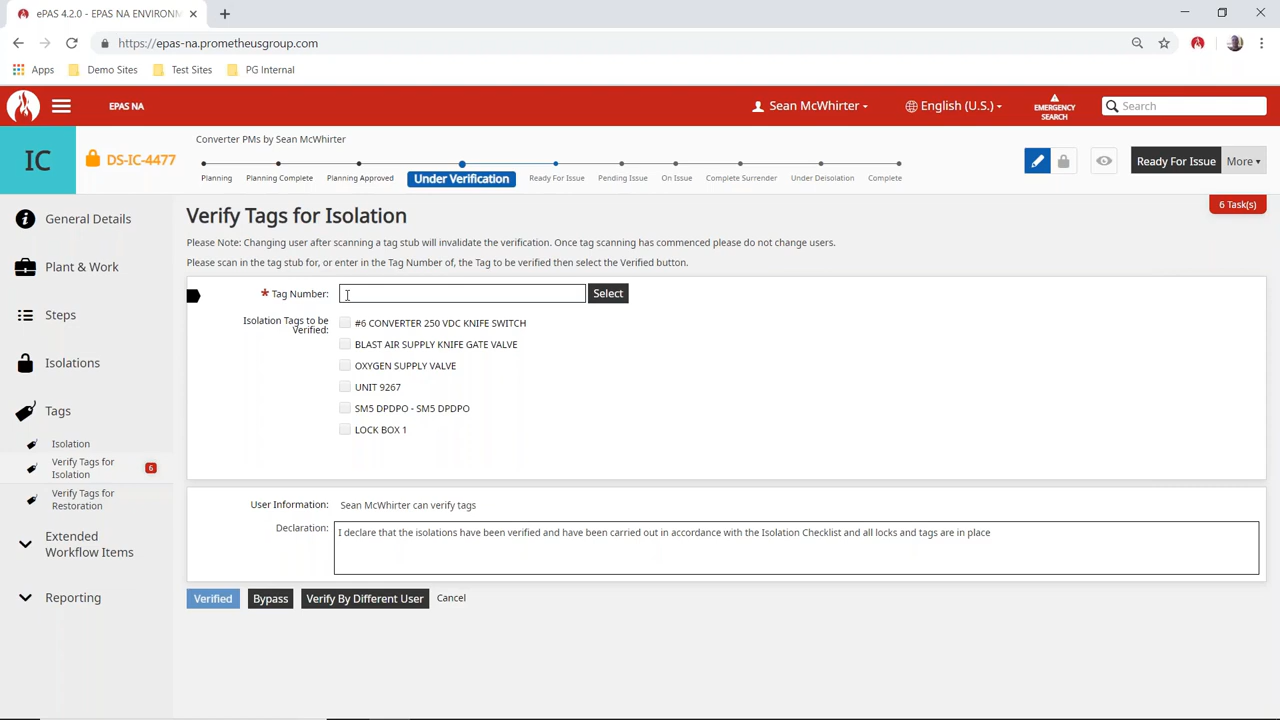 ePAS 4.2.0 - EPAS NA ENVIRON
https://epas-na.prometheusgroup.com
Apps Demo Sites Test Sites PG Internal
EPAS NA Sean McWhirter English (U.S.) EMERGENCY SEARCH Search
Converter PMs by Sean McWhirter
IC DS-IC-4477
Planning Planning Complete Planning Approved Under Verification Ready For Issue Pending Issue On Issue Complete Surrender Under Deisolation Complete
Ready For Issue More
6 Task(s)
General Details
Plant & Work
Steps
Isolations
Tags
Isolation
Verify Tags for
Isolation
6
Verify Tags for
Restoration
Extended
Workflow Items
Reporting
Verify Tags for Isolation
Please Note: Changing user after scanning a tag stub will invalidate the verification. Once tag scanning has commenced please do not change users.
Please scan in the tag stub for, or enter in the Tag Number of, the Tag to be verified then select the Verified button.
* Tag Number: Select
Isolation Tags to be
Verified:
#6 CONVERTER 250 VDC KNIFE SWITCH
BLAST AIR SUPPLY KNIFE GATE VALVE
OXYGEN SUPPLY VALVE
UNIT 9267
SM5 DPDPO - SM5 DPDPO
LOCK BOX 1
User Information: Sean McWhirter can verify tags
Declaration: I declare that the isolations have been verified and have been carried out in accordance with the Isolation Checklist and all locks and tags are in place
Verified Bypass Verify By Different User Cancel